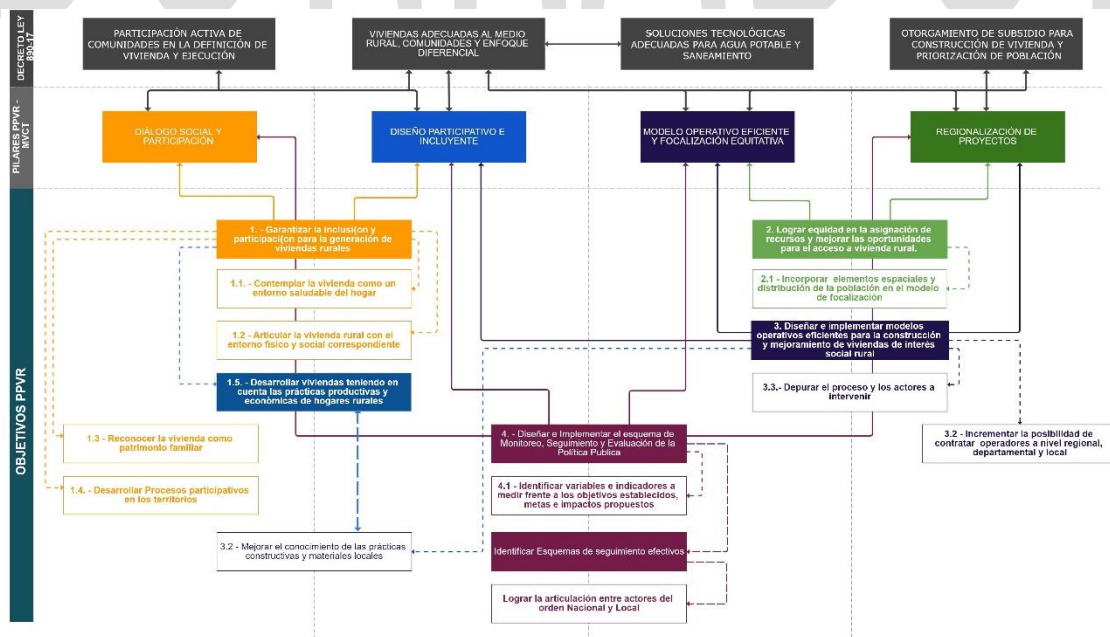 DECRETO LEY
890-17
PARTICIPACIÓN ACTIVA DE
COMUNIDADES EN LA DEFINICIÓN DE
VIVIENDA Y EJECUCIÓN
VIVIENDAS ADECUADAS AL MEDIO
RURAL, COMUNIDADES Y ENFOQUE
DIFERENCIAL
SOLUCIONES TECNOLÓGICAS
ADECUADAS PARA AGUA POTABLE Y
SANEAMIENTO
OTORGAMIENTO DE SUBSIDIO PARA
CONSTRUCCIÓN DE VIVIENDA Y
PRIORIZACIÓN DE POBLACIÓN
PILARES PPVR -
MVCT
DIÁLOGO SOCIAL Y
PARTICIPACIÓN
DISEÑO PARTICIPATIVO E
INCLUYENTE
MODELO OPERATIVO EFICIENTE
Y FOCALIZACIÓN EQUITATIVA
REGIONALIZACIÓN DE
PROYECTOS
OBJETIVOS PPVR
1. - Garantizar la inclusi(on y
participaci(on para la generación de
viviendas rurales
1.1. - Contemplar la vivienda como un
entorno saludable del hogar
1.2 - Articular la vivienda rural con el
entorno físico y social correspondiente
1.5. - Desarrollar viviendas teniendo en
cuenta las prácticas productivas y
económicas de hogares rurales
1.3 - Reconocer la vivienda como
patrimonio familiar
1.4. - Desarrollar Procesos participativos
en los territorios
3.2 - Mejorar el conocimiento de las prácticas
constructivas y materiales locales
2. Lograr equidad en la asignación de
recursos y mejorar las oportunidades
para el acceso a vivienda rural.
2.1 - Incorporar elementos espaciales y
distribución de la población en el modelo
de focalización
3. Diseñar e implementar modelos
operativos eficientes para la construcción
y mejoramiento de viviendas de interés
social rural
3.3.- Depurar el proceso y los actores a
intervenir
3.2 - Incrementar la posibilidad de
contratar operadores a nivel regional,
departamental y local
4. - Diseñar e Implementar el esquema de
Monitoreo, Seguimiento y Evaluación de la
Política Publica
4.1 - Identificar variables e indicadores a
medir frente a los objetivos establecidos,
metas e impactos propuestos
Identificar Esquemas de seguimiento efectivos
Lograr la articulación entre actores del
orden Nacional y Local